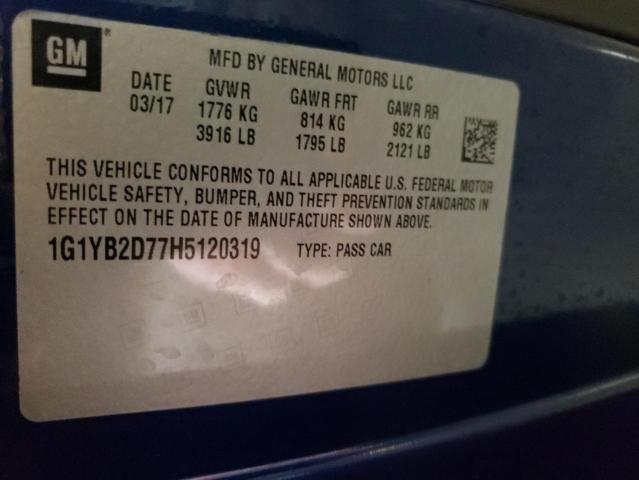 GM
MFD BY GENERAL MOTORS LLC
DATE GVWR GAWR FRT GAWR RR
03/17 1776 KG 814 KG 962 KG
3916 LB 1795 LB 2121 LB
THIS VEHICLE CONFORMS TO ALL APPLICABLE U.S. FEDERAL MOTOR
VEHICLE SAFETY, BUMPER, AND THEFT PREVENTION STANDARDS IN
EFFECT ON THE DATE OF MANUFACTURE SHOWN ABOVE.
1G1YB2D77H5120319 TYPE: PASS CAR